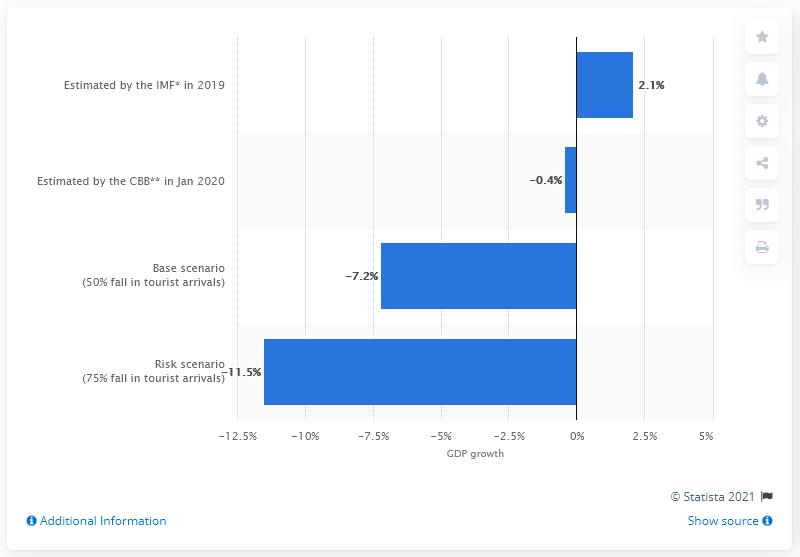 Estimated by the IMF* in 2019
2.1%
Estimated by the CBB** in Jan 2020
-0.4%
Base scenario
(50% fall in tourist arrivals)
-7.2%
Risk scenario
(75% fall in tourist arrivals)
-11.5%
-12.5% -10% -7.5% -5% -2.5% 0% 2.5% 5%
GDP growth
© Statista 2021
Additional Information
Show source